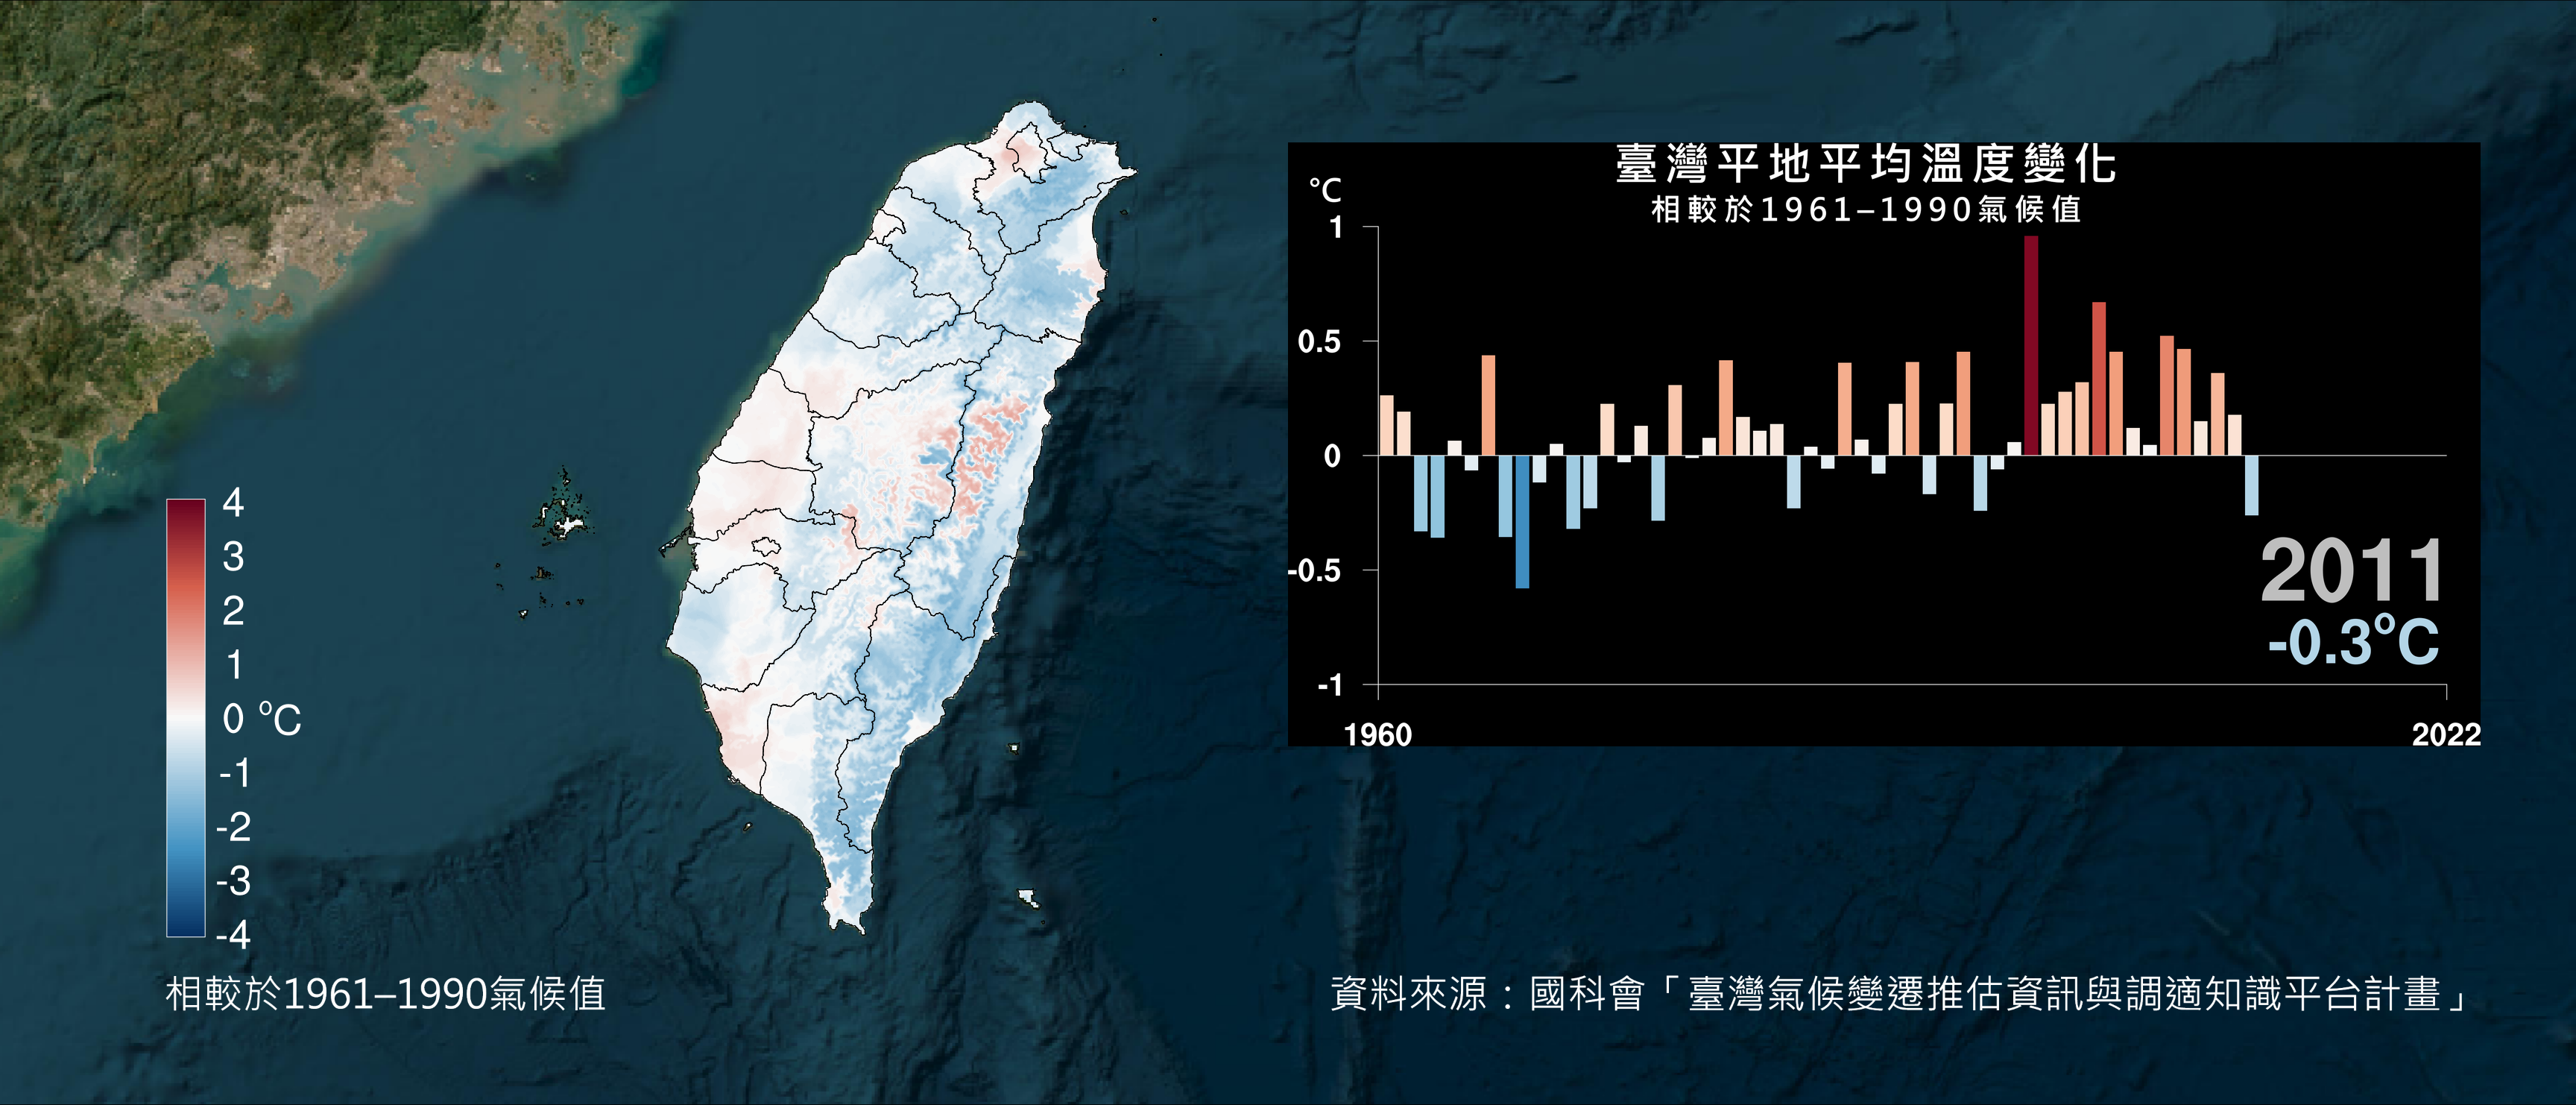 臺灣平地平均溫度變化
相較於1961–1990氣候值
°C
1
0.5
0
-0.5
-1
1960
2022
2011
-0.3°C
4
3
2
1
0 °C
-1
-2
-3
-4
相較於1961–1990氣候值
資料來源：國科會「臺灣氣候變遷推估資訊與調適知識平台計畫」